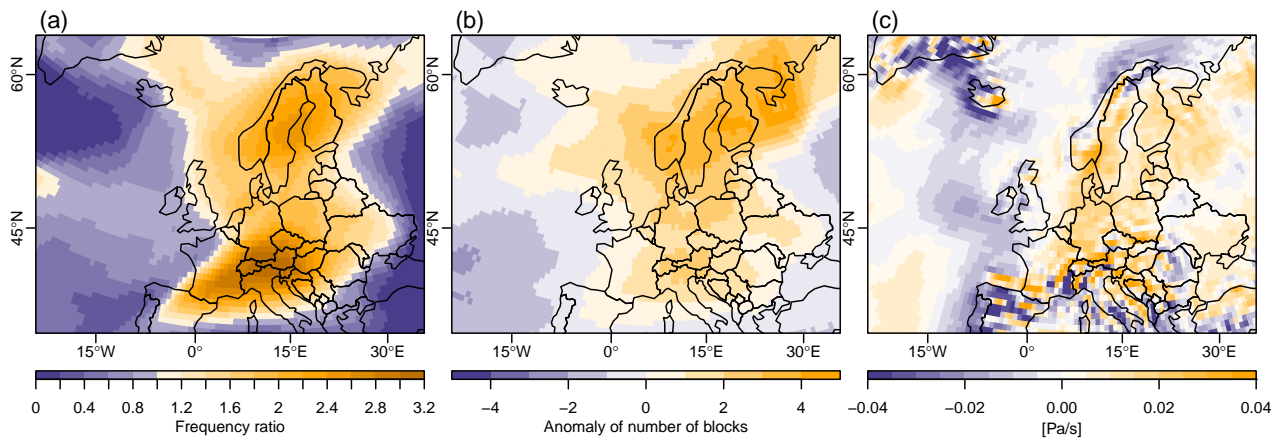 (a) (b) (c)
60°N 60°N 60°N
45°N 45°N 45°N
15°W 0° 15°E 30°E 15°W 0° 15°E 30°E 15°W 0° 15°E 30°E
0 0.4 0.8 1.2 1.6 2 2.4 2.8 3.2 −4 −2 0 2 4 −0.04 −0.02 0.00 0.02 0.04
Frequency ratio Anomaly of number of blocks [Pa/s]